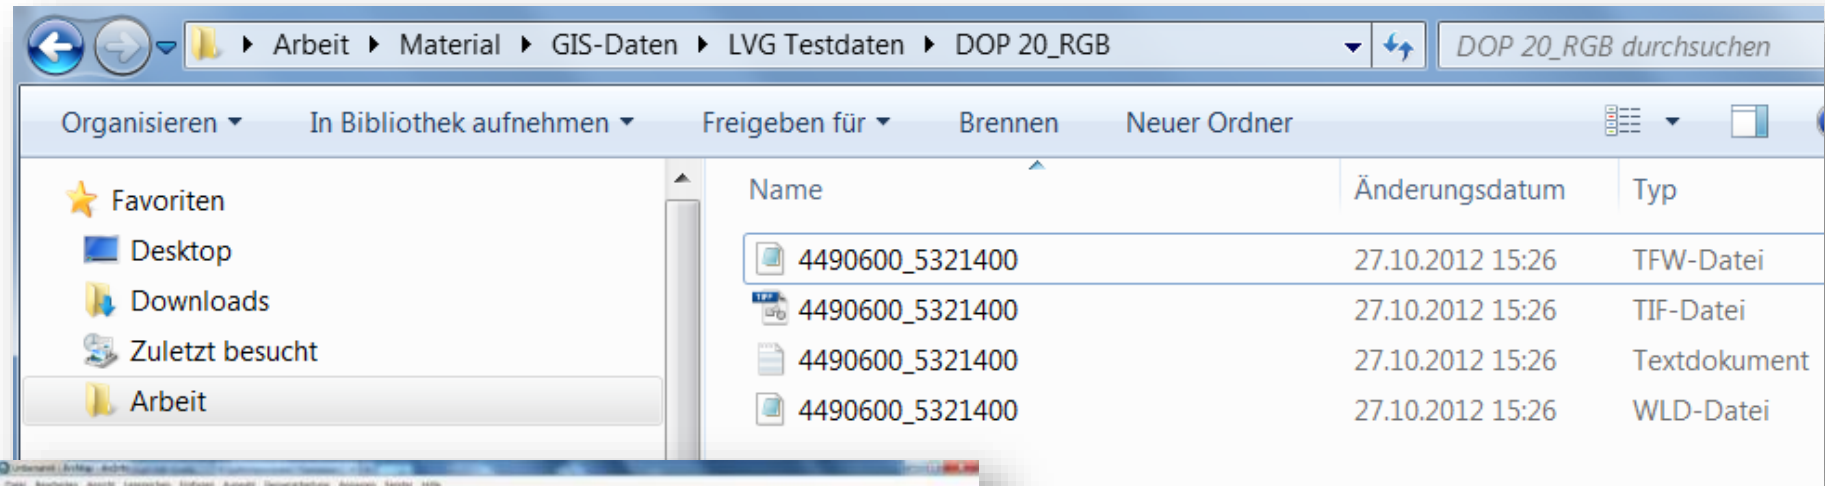 Arbeit Material GIS-Daten LVG Testdaten DOP 20_RGB DOP 20_RGB durchsuchen
Organisieren In Bibliothek aufnehmen Freigeben für Brennen Neuer Ordner
Favoriten
Desktop
Downloads
Zuletzt besucht
Arbeit
Name Änderungsdatum Typ
4490600_5321400 27.10.2012 15:26 TFW-Datei
4490600_5321400 27.10.2012 15:26 TIF-Datei
4490600_5321400 27.10.2012 15:26 Textdokument
4490600_5321400 27.10.2012 15:26 WLD-Datei